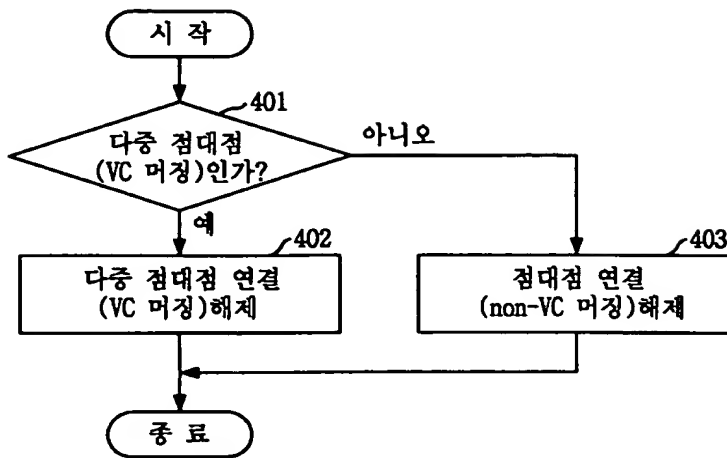 시 작
401
다중 점대점
(VC 머징)인가?
아니오
예
402
다중 점대점 연결
(VC 머징)해제
403
점대점 연결
(non-VC 머징)해제
종 료